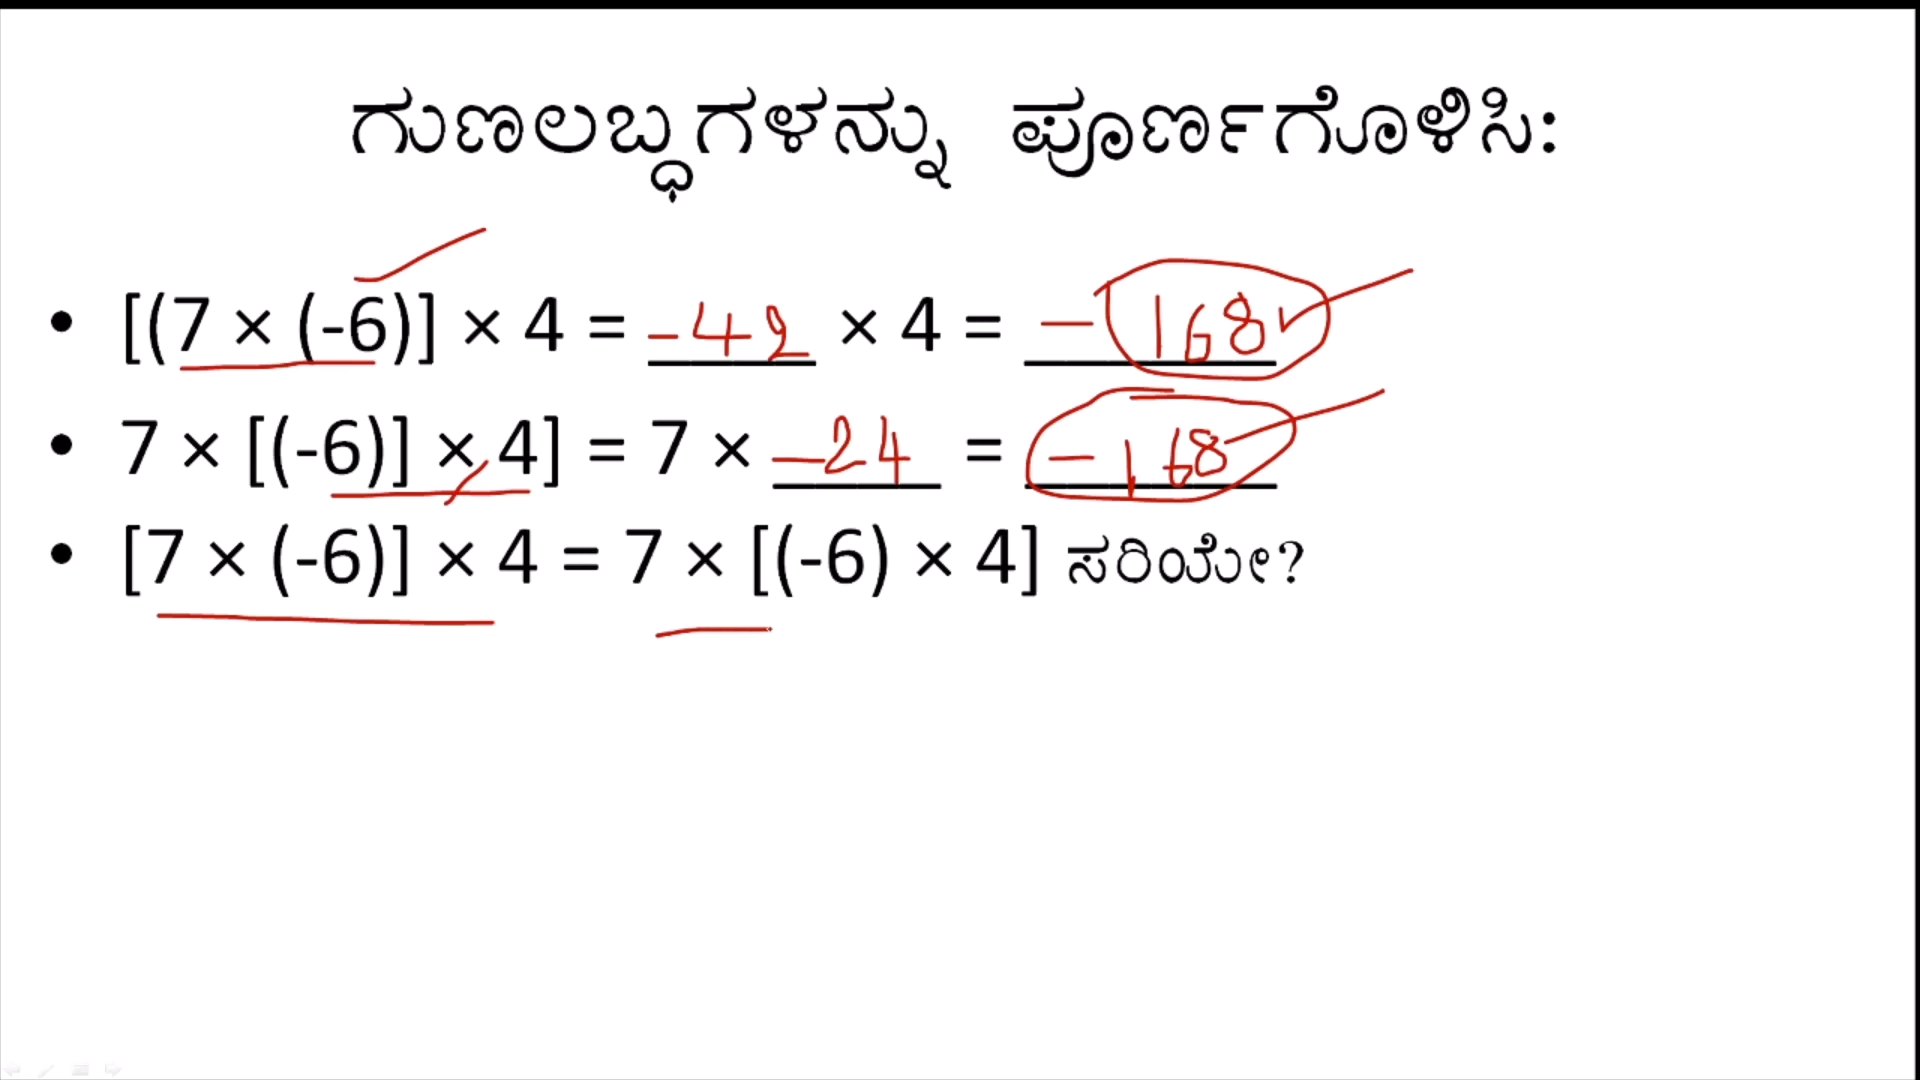 ಗುಣಲಬ್ಧಗಳನ್ನು ಪೂರ್ಣಗೊಳಿಸಿ:
• [(7 × (-6)] × 4 = -42 × 4 = - 168
• 7 × [(-6)] × 4] = 7 × -24 = - 168
• [7 × (-6)] × 4 = 7 × [(-6) × 4] ಸರಿಯೇ?